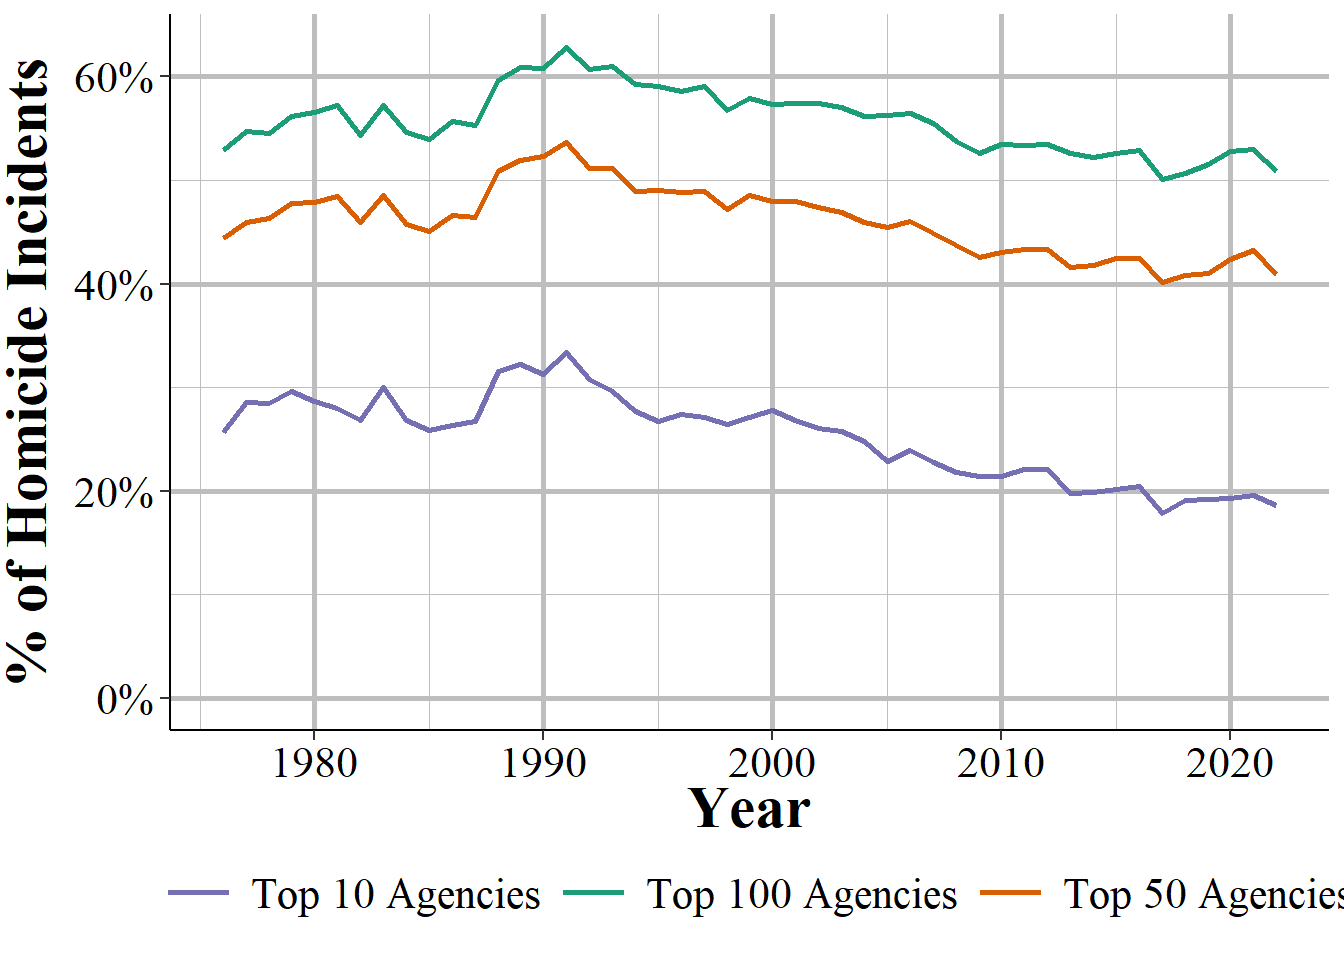 % of Homicide Incidents
60%
40%
20%
0%
1980 1990 2000 2010 2020
Year
Top 10 Agencies Top 100 Agencies Top 50 Agencies